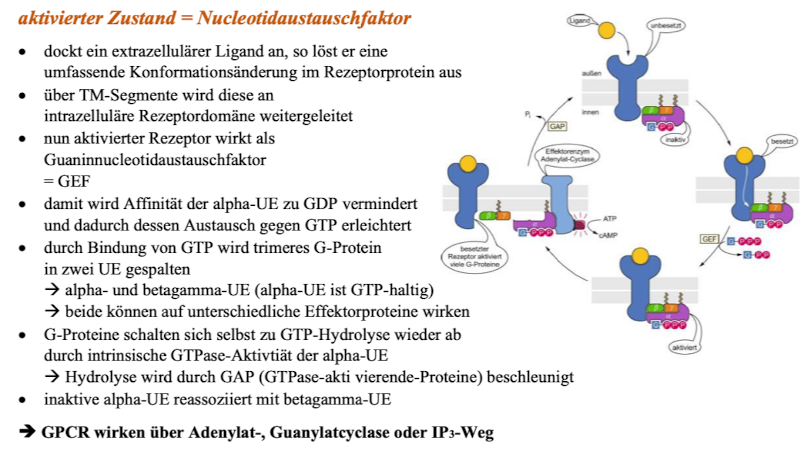 aktivierter Zustand = Nucleotidaustauschfaktor
• dockt ein extrazellulärer Ligand an, so löst er eine
umfassende Konformationsänderung im Rezeptorprotein aus
• über TM-Segmente wird diese an
intrazelluläre Rezeptordomäne weitergeleitet
• nun aktivierter Rezeptor wirkt als
Guaninnucleotidaustauschfaktor
= GEF
• damit wird Affinität der alpha-UE zu GDP vermindert
und dadurch dessen Austausch gegen GTP erleichtert
• durch Bindung von GTP wird trimeres G-Protein
in zwei UE gespalten
→ alpha- und betagamma-UE (alpha-UE ist GTP-haltig)
→ beide können auf unterschiedliche Effektorproteine wirken
• G-Proteine schalten sich selbst zu GTP-Hydrolyse wieder ab
durch intrinsische GTPase-Aktivtiät der alpha-UE
→ Hydrolyse wird durch GAP (GTPase-akti vierende-Proteine) beschleunigt
• inaktive alpha-UE reassoziiert mit betagamma-UE
➔ GPCR wirken über Adenylat-, Guanylatcyclase oder IP3-Weg
Ligand
unbesetzt
außen
innen
G P P
inaktiv
besetzt
G P P
GEF
G P P P
G P P
G P P P
aktiviert
Pi
GAP
Effektorenzym
Adenylat-Cyclase
G P P P
ATP
cAMP
besetzter
Rezeptor aktiviert
viele G-Proteine